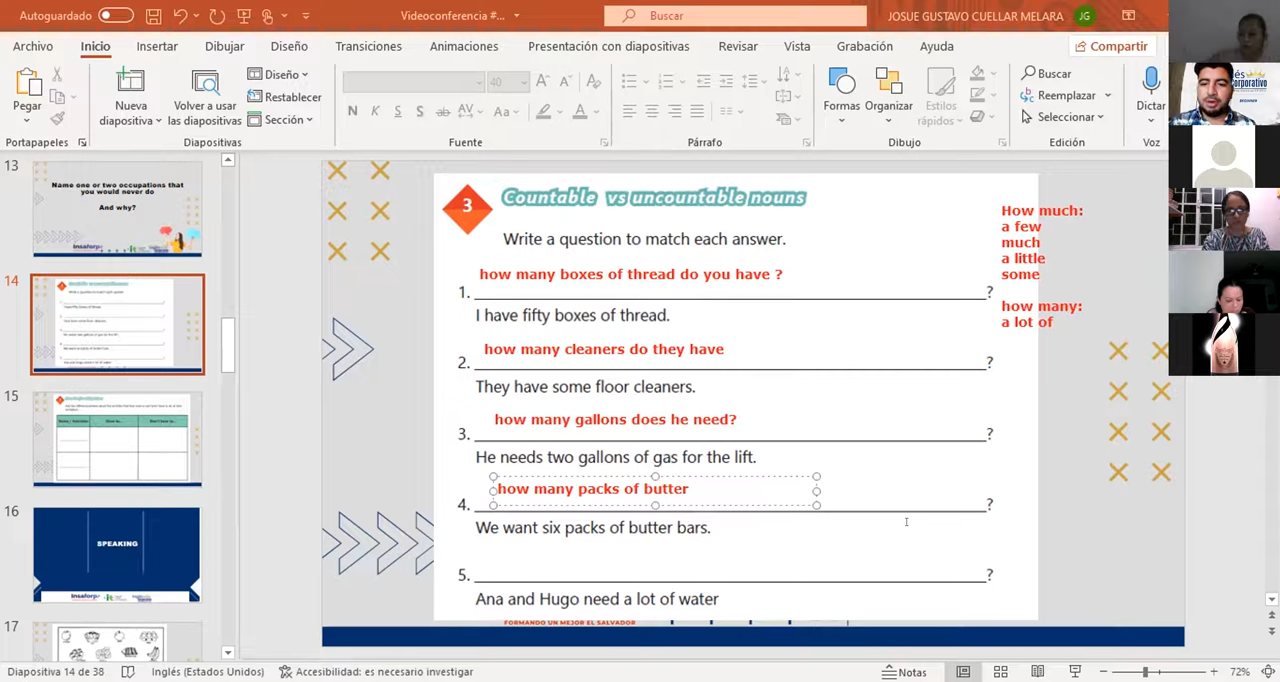 Autoguardado
Videoconferencia #...
Buscar
JOSUE GUSTAVO CUELLAR MELARA
JG
Archivo
Inicio
Insertar
Dibujar
Diseño
Transiciones
Animaciones
Presentación con diapositivas
Revisar
Vista
Grabación
Ayuda
Compartir
Pegar
Nueva
diapositiva
Volver a usar
las diapositivas
Diseño
Restablecer
Sección
40
N K S S ab AV Aa A
Formas
Organizar
Estilos
rápidos
Buscar
Reemplazar
Seleccionar
Dictar
Portapapeles
Diapositivas
Fuente
Párrafo
Dibujo
Edición
Voz
13
Name one or two occupations that
you would never do
And why?
Insaforp
14
15
16
SPEAKING
Insaforp
17
3
Countable vs uncountable nouns
Write a question to match each answer.
how many boxes of thread do you have ?
1. ?
I have fifty boxes of thread.
how many cleaners do they have
2. ?
They have some floor cleaners.
how many gallons does he need?
3. ?
He needs two gallons of gas for the lift.
how many packs of butter
4. ?
We want six packs of butter bars.
5. ?
Ana and Hugo need a lot of water
FORMANDO UN MEJOR EL SALVADOR
How much:
a few
much
a little
some
how many:
a lot of
Diapositiva 14 de 38
Inglés (Estados Unidos)
Accesibilidad: es necesario investigar
Notas
72%